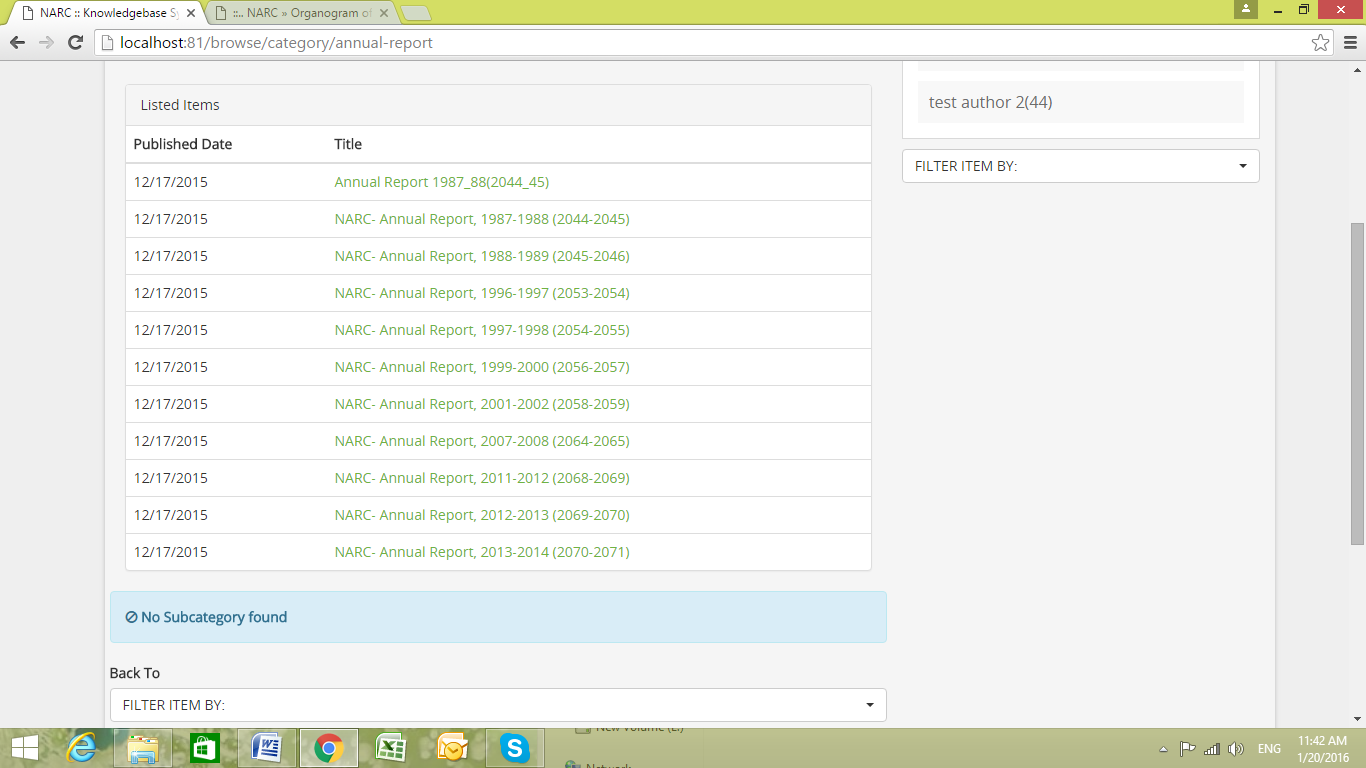 NARC :: Knowledgebase Sy
::.. NARC » Organogram of
localhost:81/browse/category/annual-report
Listed Items
Published Date Title
12/17/2015 Annual Report 1987_88(2044_45)
12/17/2015 NARC- Annual Report, 1987-1988 (2044-2045)
12/17/2015 NARC- Annual Report, 1988-1989 (2045-2046)
12/17/2015 NARC- Annual Report, 1996-1997 (2053-2054)
12/17/2015 NARC- Annual Report, 1997-1998 (2054-2055)
12/17/2015 NARC- Annual Report, 1999-2000 (2056-2057)
12/17/2015 NARC- Annual Report, 2001-2002 (2058-2059)
12/17/2015 NARC- Annual Report, 2007-2008 (2064-2065)
12/17/2015 NARC- Annual Report, 2011-2012 (2068-2069)
12/17/2015 NARC- Annual Report, 2012-2013 (2069-2070)
12/17/2015 NARC- Annual Report, 2013-2014 (2070-2071)
No Subcategory found
Back To
FILTER ITEM BY:
test author 2(44)
FILTER ITEM BY:
New Volume (E:)
Network
ENG
11:42 AM
1/20/2016